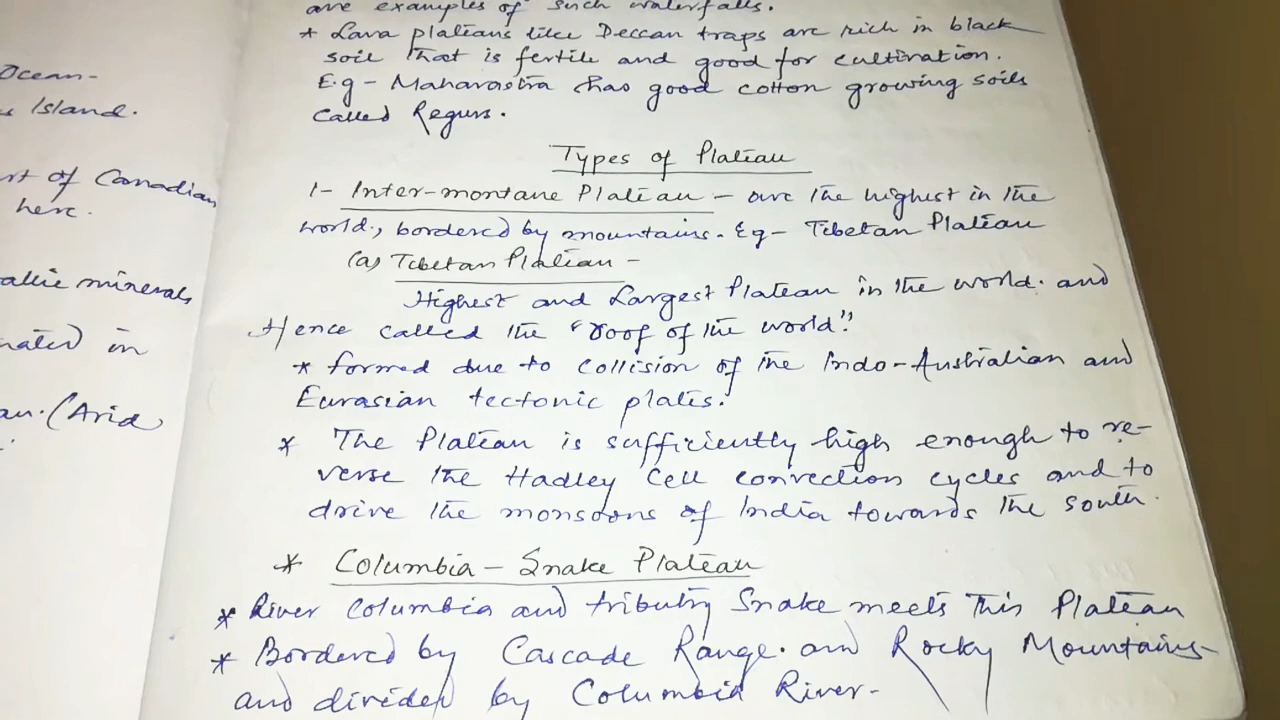 Ocean-
Island.
rt of Canadian
here.
allic minerals
nated in
au. (Arid
are examples of such waterfalls.
* Lava plateaus like Deccan traps are rich in black
soil that is fertile and good for cultivation.
E.g - Maharastra has good cotton growing soils
called Regurs.
Types of Plateau
1- Inter-montane Plateau - are the highest in the
world, bordered by mountains. Eg- Tibetan Plateau
(a) Tibetan Plateau -
Highest and Largest Plateau in the world. and
Hence called the "roof of the world".
* formed due to collision of the Indo-Australian and
Eurasian tectonic plates.
* The Plateau is sufficiently high enough to re-
verse the Hadley Cell convection cycles and to
drive the monsoons of India towards the south.
* Columbia - Snake Plateau
* River Columbia and tributry Snake meets This Plateau
* Bordered by Cascade Range. and Rocky Mountains-
and divided by Columbia River-